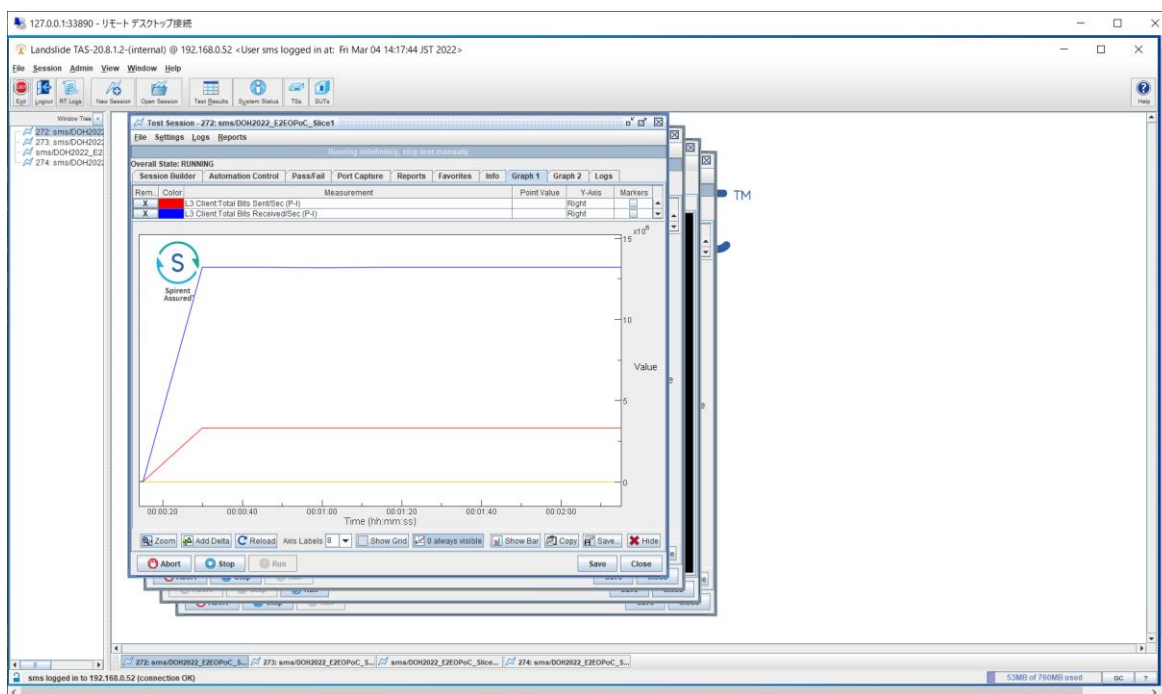 127.0.0.1:33890 - リモート デスクトップ接続
Landslide TAS-20.8.1.2-(internal) @ 192.168.0.52 <User sms logged in at: Fri Mar 04 14:17:44 JST 2022>
File Session Admin View Window Help
Exit Logout RT Logs New Session Open Session Test Results System Status TSs SUTs Help
Window Tree
272: sms/DOH2022
273: sms/DOH2022
sms/DOH2022_E2
274: sms/DOH2022
Test Session - 272: sms/DOH2022_E2EOPoC_Slice1
File Settings Logs Reports
Running indefinitely, stop test manually
Overall State: RUNNING
Session Builder Automation Control Pass/Fail Port Capture Reports Favorites Info Graph 1 Graph 2 Logs
Rem... Color Measurement Point Value Y-Axis Markers
X L3 Client:Total Bits Sent/Sec (P-I) Right
X L3 Client:Total Bits Received/Sec (P-I) Right
TM
x10⁶
15
S
Spirent
Assured
10
Value
5
0
00:00:20 00:00:40 00:01:00 00:01:20 00:01:40 00:02:00
Time (hh:mm:ss)
Zoom Add Delta Reload Axis Labels 8 Show Grid 0 always visible Show Bar Copy Save... Hide
Abort Stop Run Save Close
272: sms/DOH2022_E2EOPoC_S... 273: sms/DOH2022_E2EOPoC_S... sms/DOH2022_E2EOPoC_Slice... 274: sms/DOH2022_E2EOPoC_S...
sms logged in to 192.168.0.52 (connection OK) 53MB of 760MB used GC ?